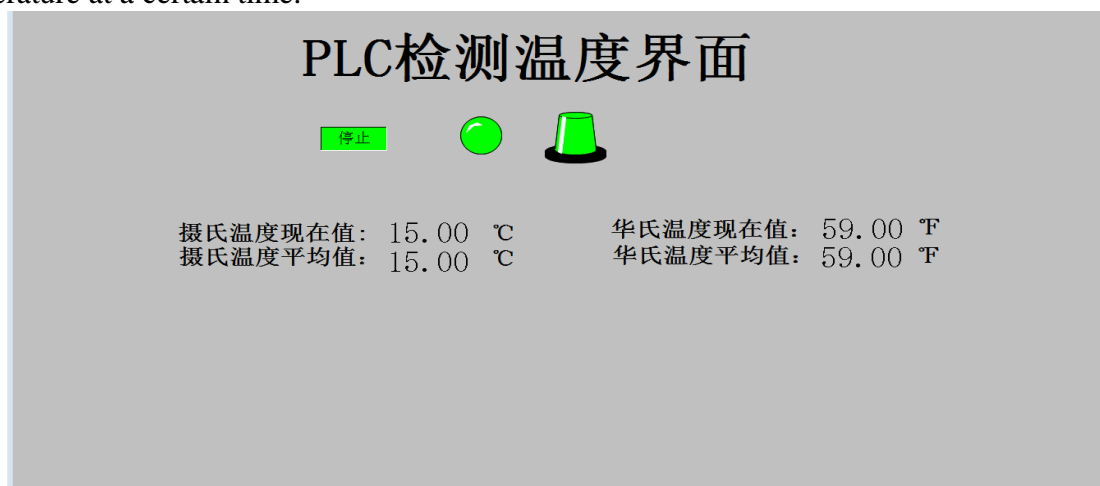 erature at a certain time.
PLC检测温度界面
停止
摄氏温度现在值: 15.00 ℃
华氏温度现在值: 59.00 ℉
摄氏温度平均值: 15.00 ℃
华氏温度平均值: 59.00 ℉